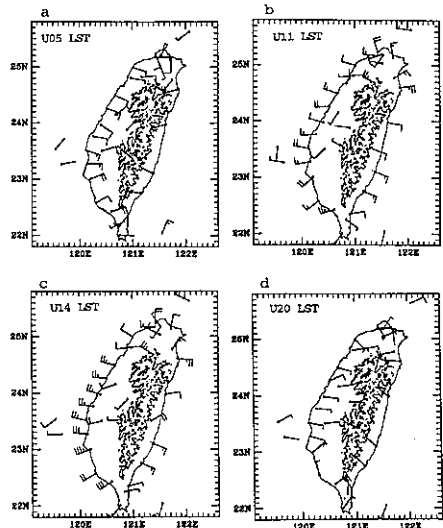 a
U05 LST
25N
24N
23N
22N
120E
121E
122E
b
U11 LST
25N
24N
23N
22N
120E
121E
122E
c
U14 LST
25N
24N
23N
22N
120E
121E
122E
d
U20 LST
25N
24N
23N
22N
120E
121E
122E